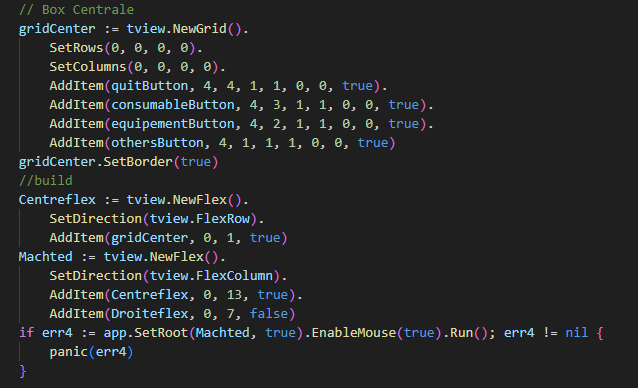 // Box Centrale
gridCenter := tview.NewGrid().
    SetRows(0, 0, 0, 0).
    SetColumns(0, 0, 0, 0).
    AddItem(quitButton, 4, 4, 1, 1, 0, 0, true).
    AddItem(consumableButton, 4, 3, 1, 1, 0, 0, true).
    AddItem(equipementButton, 4, 2, 1, 1, 0, 0, true).
    AddItem(othersButton, 4, 1, 1, 1, 0, 0, true)
gridCenter.SetBorder(true)
//build
Centreflex := tview.NewFlex().
    SetDirection(tview.FlexRow).
    AddItem(gridCenter, 0, 1, true)
Machted := tview.NewFlex().
    SetDirection(tview.FlexColumn).
    AddItem(Centreflex, 0, 13, true).
    AddItem(Droiteflex, 0, 7, false)
if err4 := app.SetRoot(Machted, true).EnableMouse(true).Run(); err4 != nil {
    panic(err4)
}